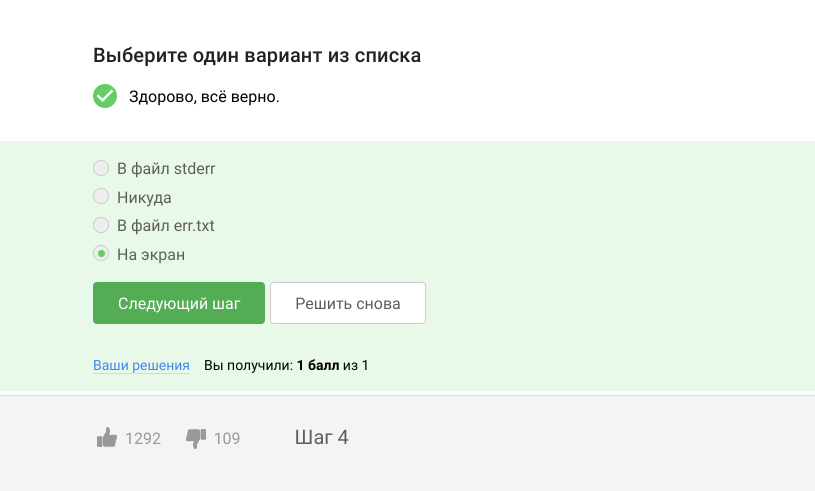 Выберите один вариант из списка
Здорово, всё верно.
В файл stderr
Никуда
В файл err.txt
На экран
Следующий шаг Решить снова
Ваши решения Вы получили: 1 балл из 1
1292 109 Шаг 4